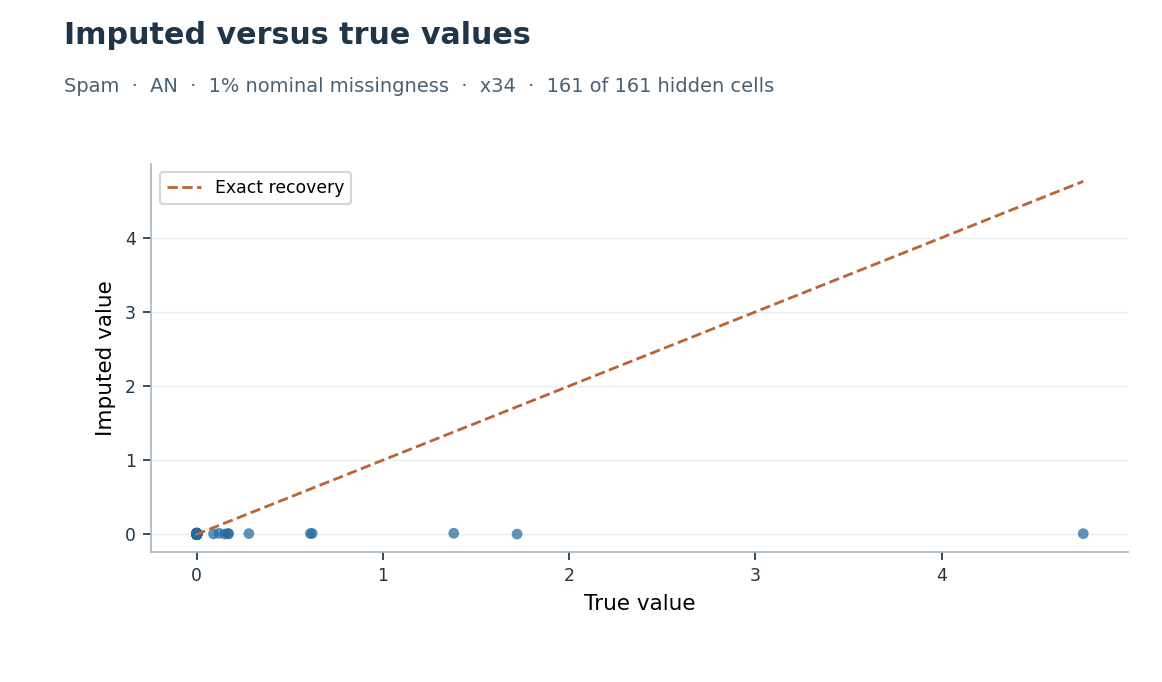 Imputed versus true values
Spam · AN · 1% nominal missingness · x34 · 161 of 161 hidden cells
Exact recovery
4
3
2
1
0
Imputed value
0 1 2 3 4
True value